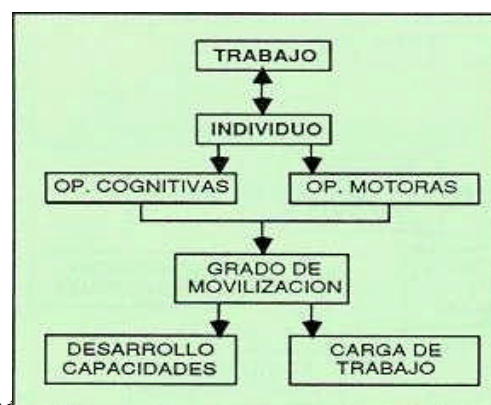 TRABAJO
INDIVIDUO
OP. COGNITIVAS
OP. MOTORAS
GRADO DE
MOVILIZACION
DESARROLLO
CAPACIDADES
CARGA DE
TRABAJO